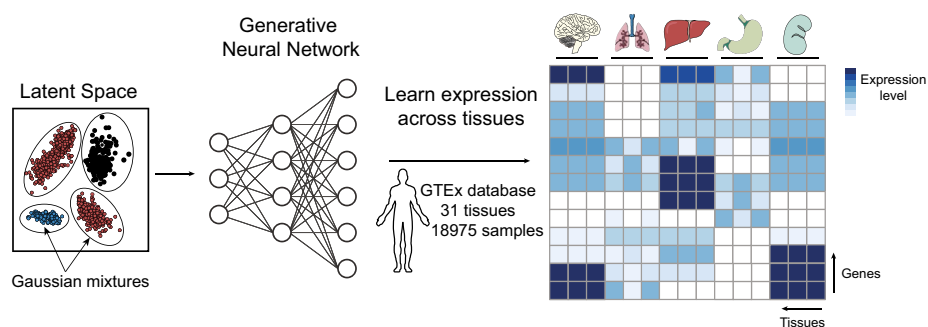 Generative
Neural Network
Latent Space
Gaussian mixtures
Learn expression
across tissues
GTEx database
31 tissues
18975 samples
Expression
level
Genes
Tissues